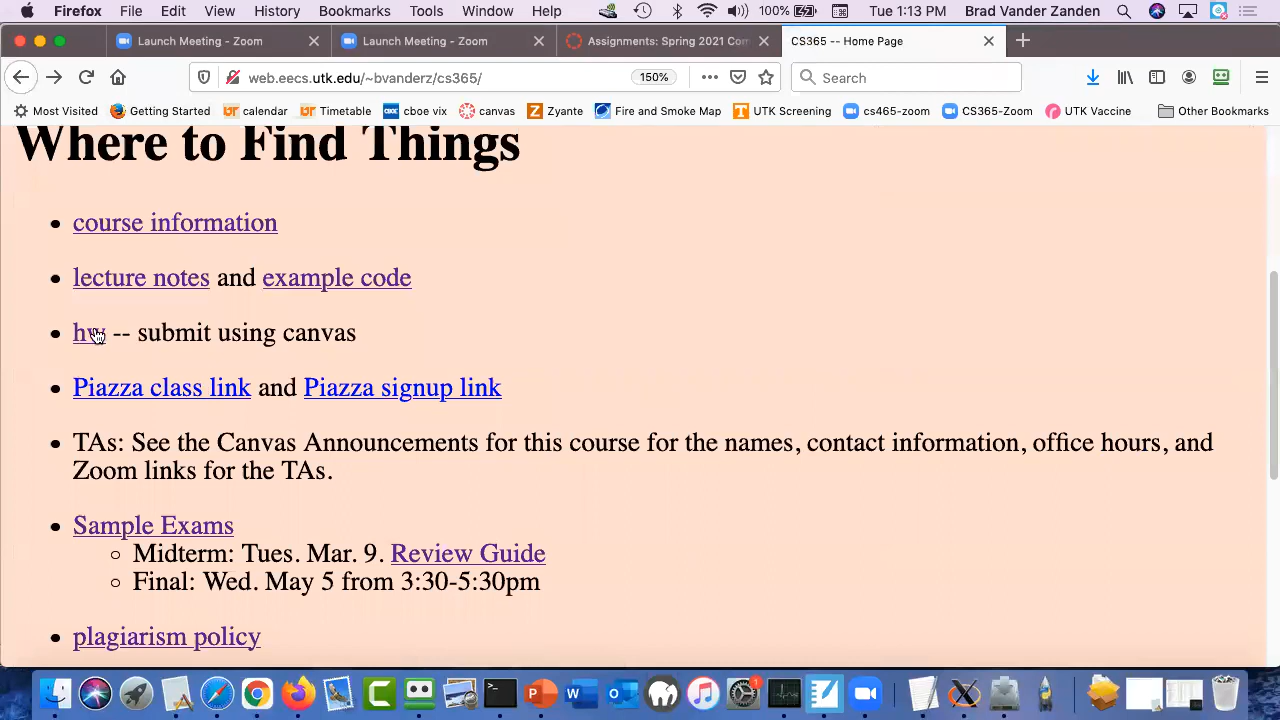 Firefox File Edit View History Bookmarks Tools Window Help 100% Tue 1:13 PM Brad Vander Zanden
Launch Meeting - Zoom Launch Meeting - Zoom Assignments: Spring 2021 Com CS365 -- Home Page
web.eecs.utk.edu/~bvanderz/cs365/ 150% Search
Most Visited Getting Started calendar Timetable cboe vix canvas Zyante Fire and Smoke Map UTK Screening cs465-zoom CS365-Zoom UTK Vaccine Other Bookmarks
Where to Find Things
• course information
• lecture notes and example code
• hw -- submit using canvas
• Piazza class link and Piazza signup link
• TAs: See the Canvas Announcements for this course for the names, contact information, office hours, and
Zoom links for the TAs.
• Sample Exams
○ Midterm: Tues. Mar. 9. Review Guide
○ Final: Wed. May 5 from 3:30-5:30pm
• plagiarism policy